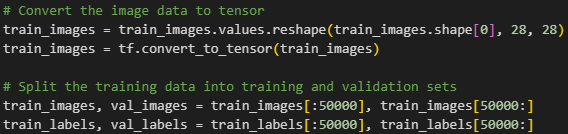 # Convert the image data to tensor
train_images = train_images.values.reshape(train_images.shape[0], 28, 28)
train_images = tf.convert_to_tensor(train_images)
# Split the training data into training and validation sets
train_images, val_images = train_images[:50000], train_images[50000:]
train_labels, val_labels = train_labels[:50000], train_labels[50000:]